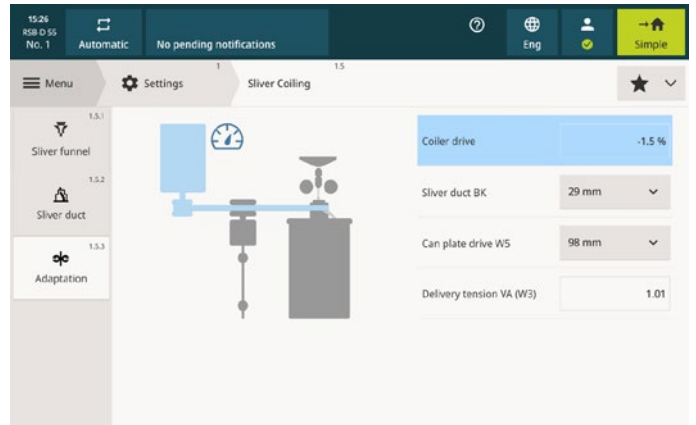 15:26
RSB-D 55
No. 1
Automatic
No pending notifications
Eng
Simple
Menu
Settings
1
Sliver Coiling
1.5
1.5.1
Sliver funnel
1.5.2
Sliver duct
1.5.3
Adaptation
Coiler drive
-1.5 %
Sliver duct BK
29 mm
Can plate drive W5
98 mm
Delivery tension VA (W3)
1.01